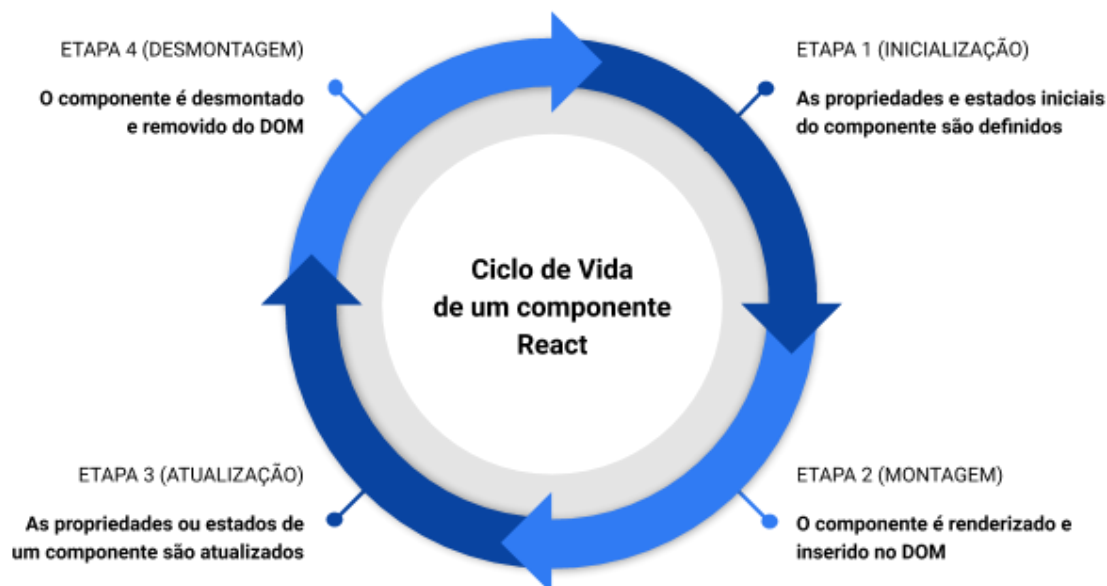 ETAPA 4 (DESMONTAGEM)
O componente é desmontado
e removido do DOM
ETAPA 1 (INICIALIZAÇÃO)
As propriedades e estados iniciais
do componente são definidos
Ciclo de Vida
de um componente
React
ETAPA 3 (ATUALIZAÇÃO)
As propriedades ou estados de
um componente são atualizados
ETAPA 2 (MONTAGEM)
O componente é renderizado e
inserido no DOM